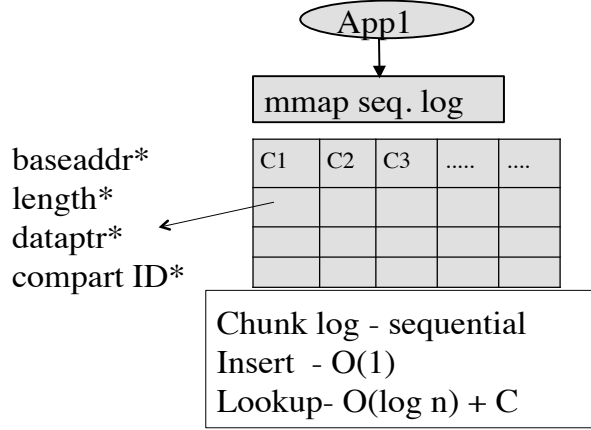 App1
mmap seq. log
baseaddr*
length*
dataptr*
compart ID*
C1 C2 C3 ..... ....
Chunk log - sequential
Insert - O(1)
Lookup- O(log n) + C